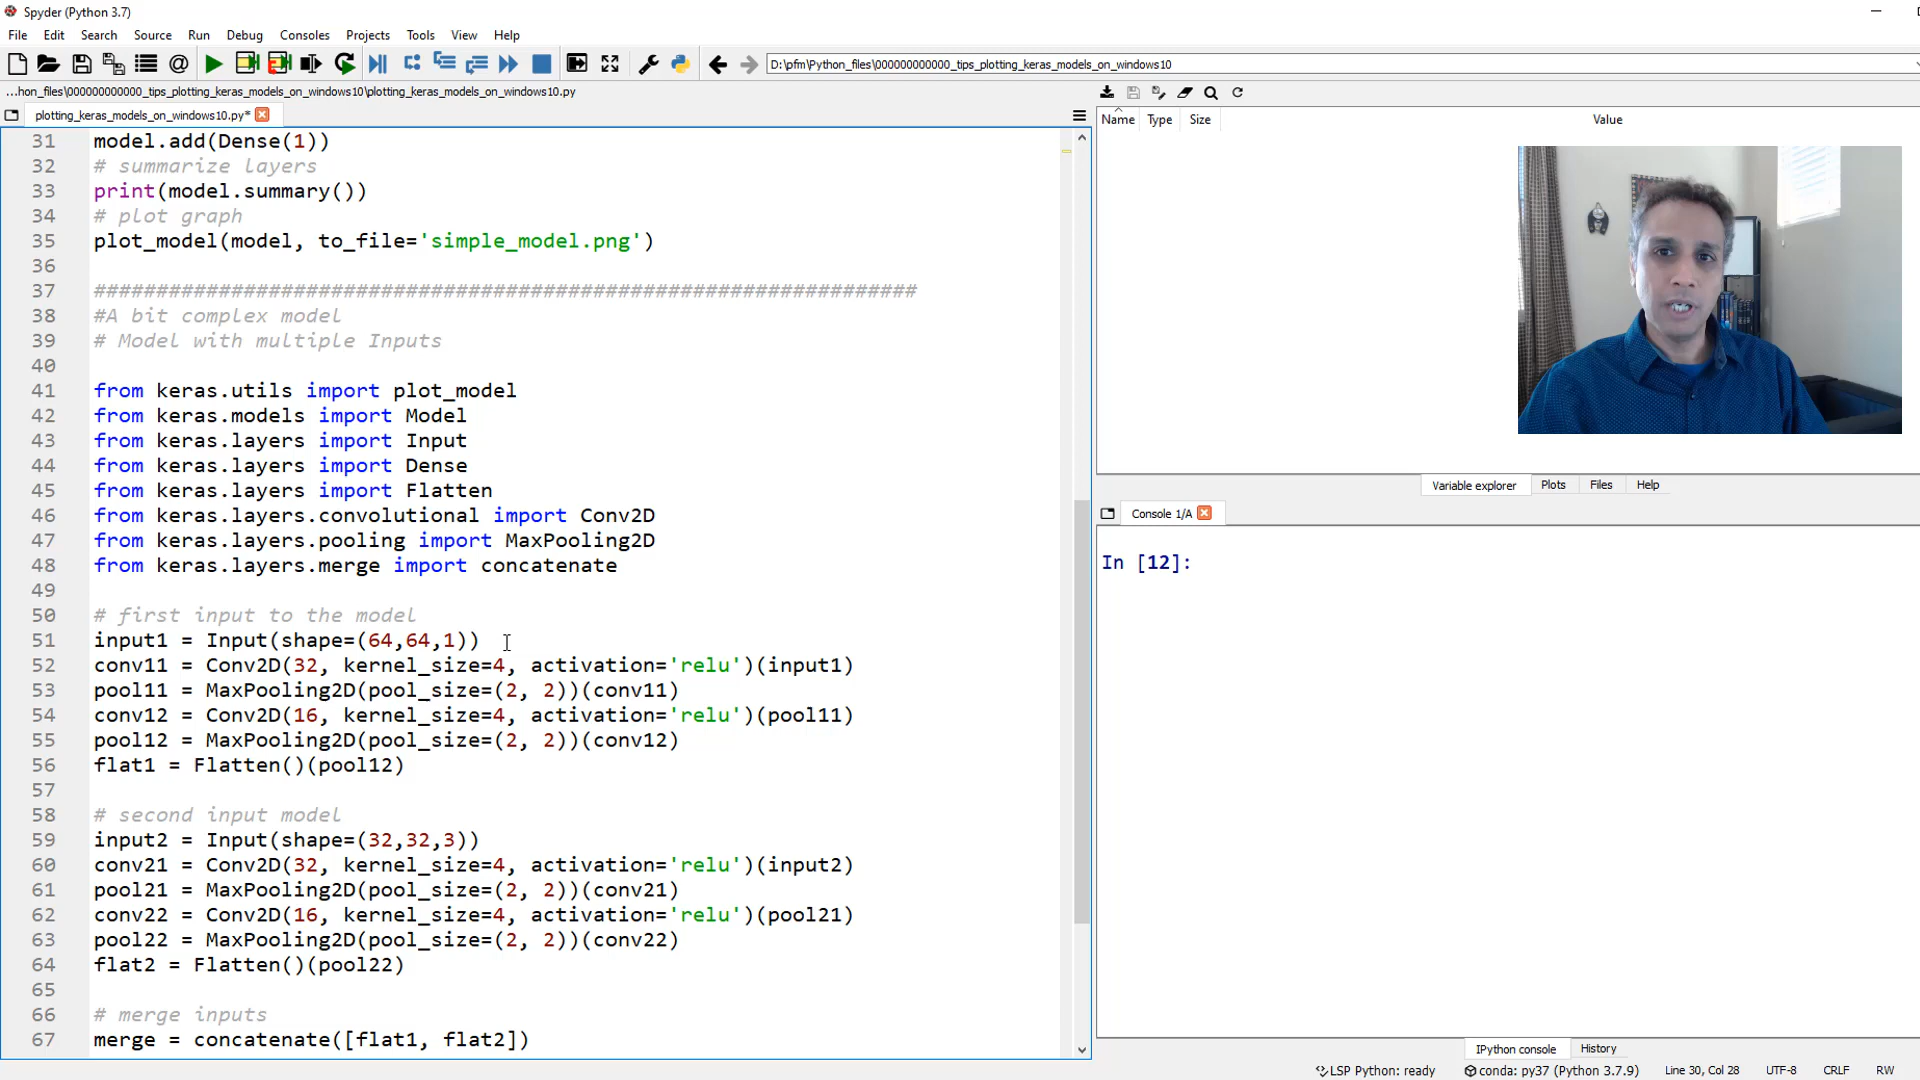 Spyder (Python 3.7)
File Edit Search Source Run Debug Consoles Projects Tools View Help
D:\pfm\Python_files\000000000000_tips_plotting_keras_models_on_windows10
...hon_files\000000000000_tips_plotting_keras_models_on_windows10\plotting_keras_models_on_windows10.py
plotting_keras_models_on_windows10.py*
31 model.add(Dense(1))
32 # summarize layers
33 print(model.summary())
34 # plot graph
35 plot_model(model, to_file='simple_model.png')
36
37 ##################################################################
38 #A bit complex model
39 # Model with multiple Inputs
40
41 from keras.utils import plot_model
42 from keras.models import Model
43 from keras.layers import Input
44 from keras.layers import Dense
45 from keras.layers import Flatten
46 from keras.layers.convolutional import Conv2D
47 from keras.layers.pooling import MaxPooling2D
48 from keras.layers.merge import concatenate
49
50 # first input to the model
51 input1 = Input(shape=(64,64,1))
52 conv11 = Conv2D(32, kernel_size=4, activation='relu')(input1)
53 pool11 = MaxPooling2D(pool_size=(2, 2))(conv11)
54 conv12 = Conv2D(16, kernel_size=4, activation='relu')(pool11)
55 pool12 = MaxPooling2D(pool_size=(2, 2))(conv12)
56 flat1 = Flatten()(pool12)
57
58 # second input model
59 input2 = Input(shape=(32,32,3))
60 conv21 = Conv2D(32, kernel_size=4, activation='relu')(input2)
61 pool21 = MaxPooling2D(pool_size=(2, 2))(conv21)
62 conv22 = Conv2D(16, kernel_size=4, activation='relu')(pool21)
63 pool22 = MaxPooling2D(pool_size=(2, 2))(conv22)
64 flat2 = Flatten()(pool22)
65
66 # merge inputs
67 merge = concatenate([flat1, flat2])
Name Type Size Value
Variable explorer Plots Files Help
Console 1/A
In [12]:
IPython console History
LSP Python: ready conda: py37 (Python 3.7.9) Line 30, Col 28 UTF-8 CRLF RW